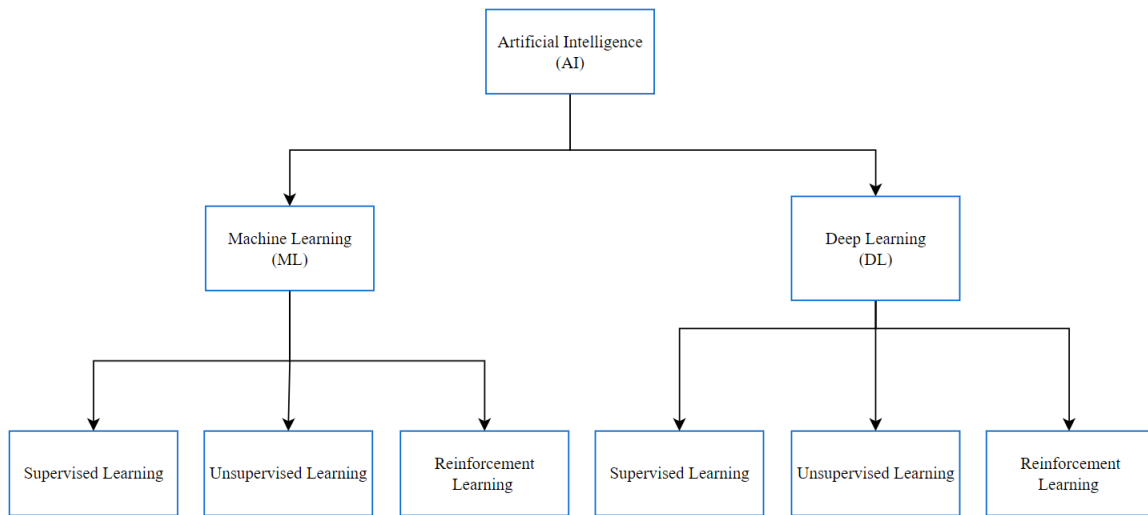 Artificial Intelligence
(AI)
Machine Learning
(ML)
Deep Learning
(DL)
Supervised Learning
Unsupervised Learning
Reinforcement
Learning
Supervised Learning
Unsupervised Learning
Reinforcement
Learning